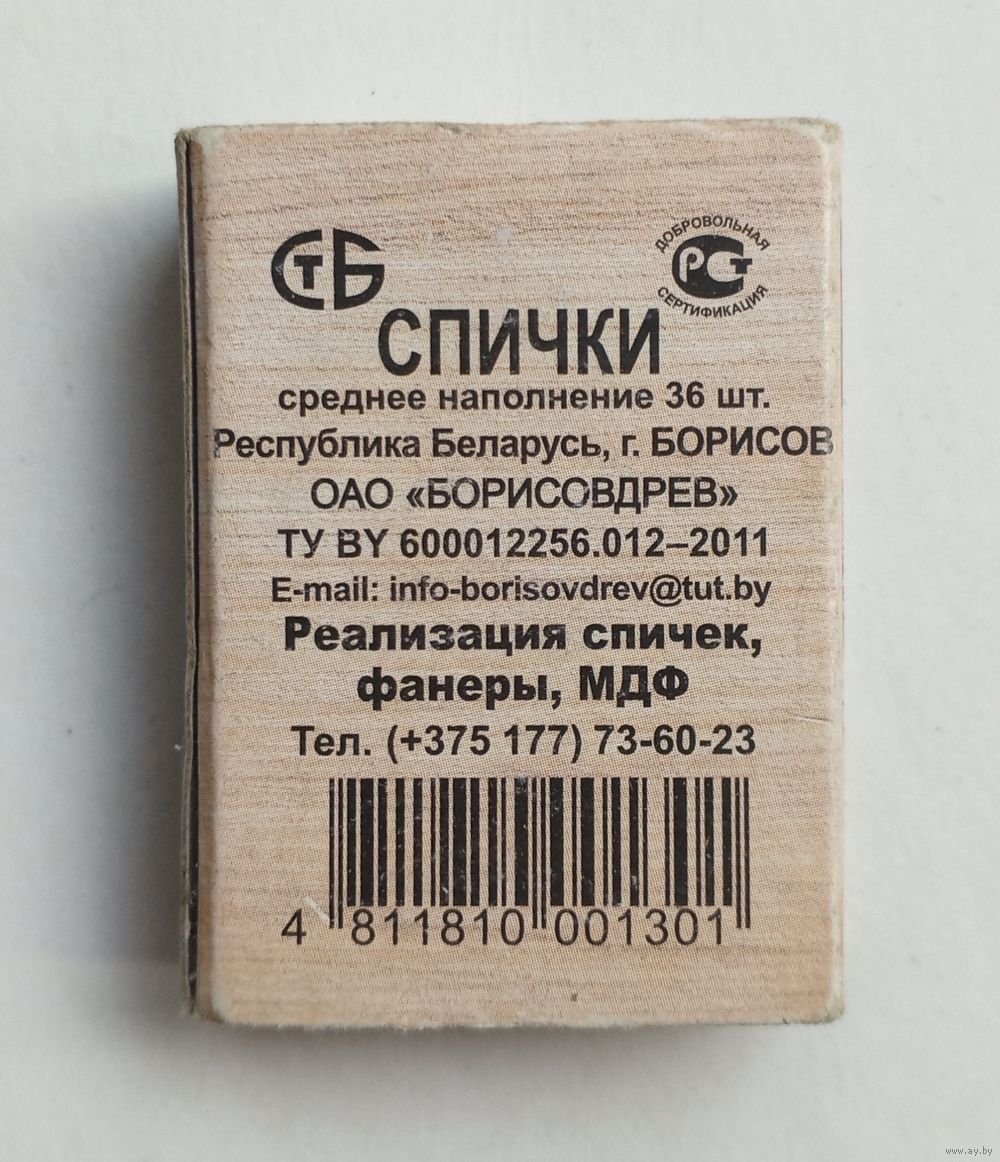 СТБ
ДОБРОВОЛЬНАЯ
РСТ
СЕРТИФИКАЦИЯ
СПИЧКИ
среднее наполнение 36 шт.
Республика Беларусь, г. БОРИСОВ
ОАО «БОРИСОВДРЕВ»
ТУ BY 600012256.012–2011
E-mail: info-borisovdrev@tut.by
Реализация спичек,
фанеры, МДФ
Тел. (+375 177) 73-60-23
4 811810 001301
www.ay.by